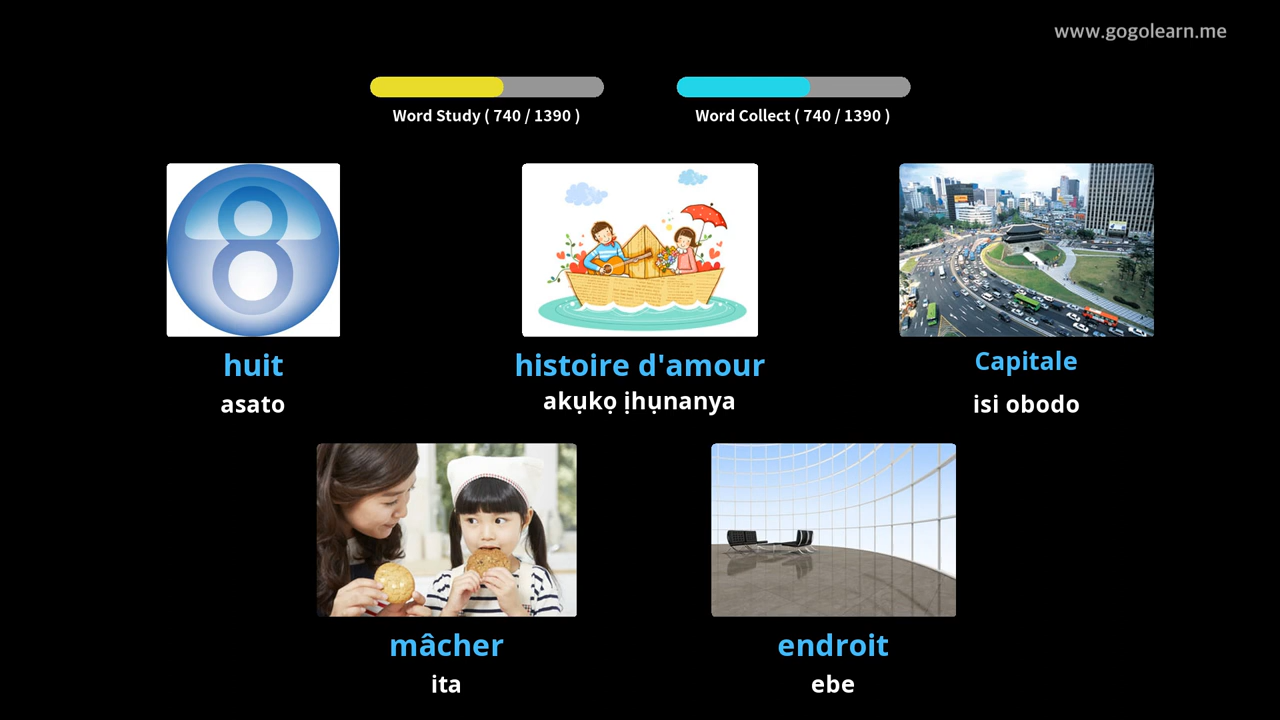 www.gogolearn.me
Word Study ( 740 / 1390 )
Word Collect ( 740 / 1390 )
8
huit
asato
histoire d'amour
akụkọ ịhụnanya
Capitale
isi obodo
mâcher
ita
endroit
ebe